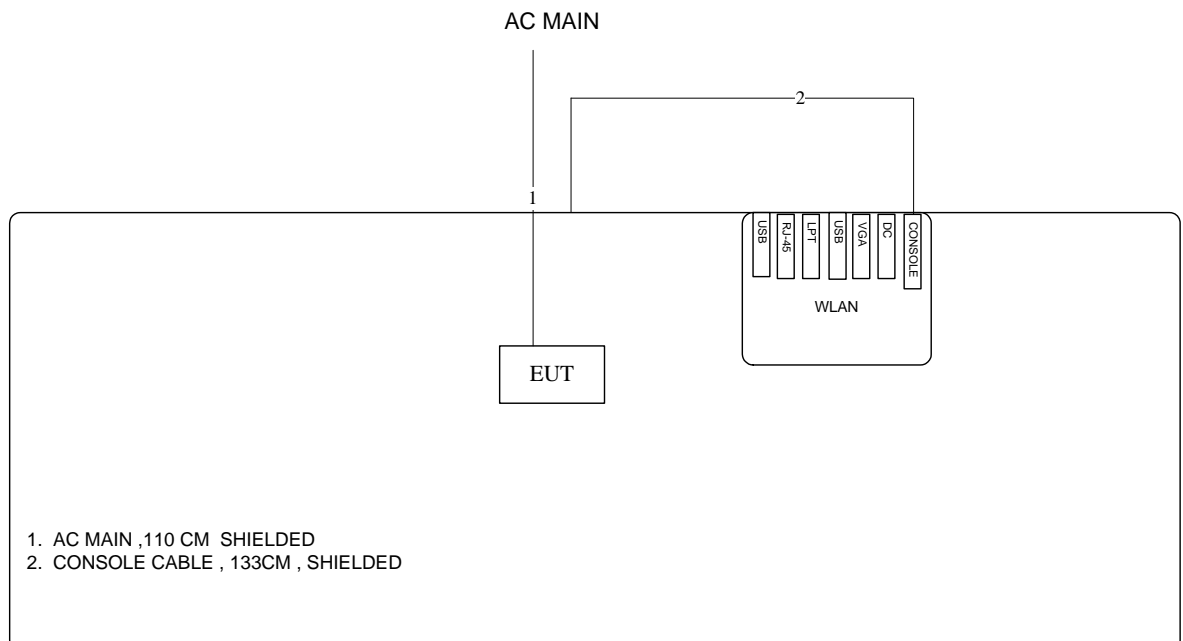 AC MAIN
2
1
USB
RJ-45
LPT
USB
VGA
DC
CONSOLE
WLAN
EUT
1. AC MAIN ,110 CM SHIELDED
2. CONSOLE CABLE , 133CM , SHIELDED